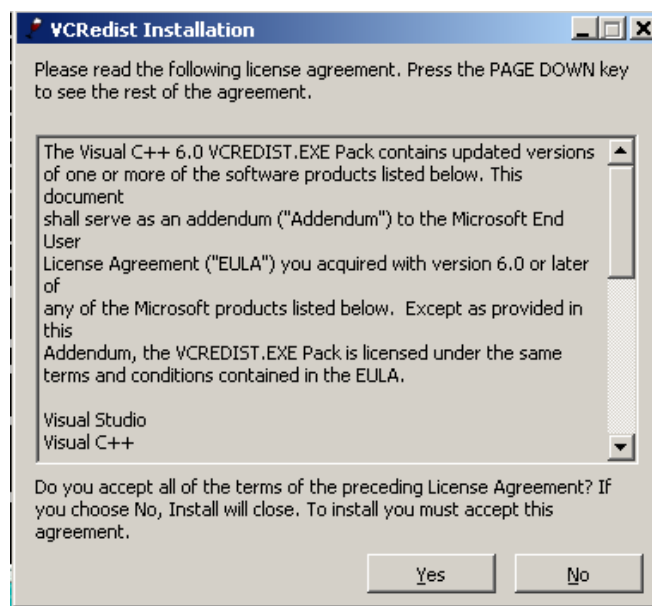 VCRedist Installation
Please read the following license agreement. Press the PAGE DOWN key
to see the rest of the agreement.
The Visual C++ 6.0 VCREDIST.EXE Pack contains updated versions
of one or more of the software products listed below. This
document
shall serve as an addendum ("Addendum") to the Microsoft End
User
License Agreement ("EULA") you acquired with version 6.0 or later
of
any of the Microsoft products listed below.  Except as provided in
this
Addendum, the VCREDIST.EXE Pack is licensed under the same
terms and conditions contained in the EULA.
Visual Studio
Visual C++
Do you accept all of the terms of the preceding License Agreement? If
you choose No, Install will close. To install you must accept this
agreement.
Yes No